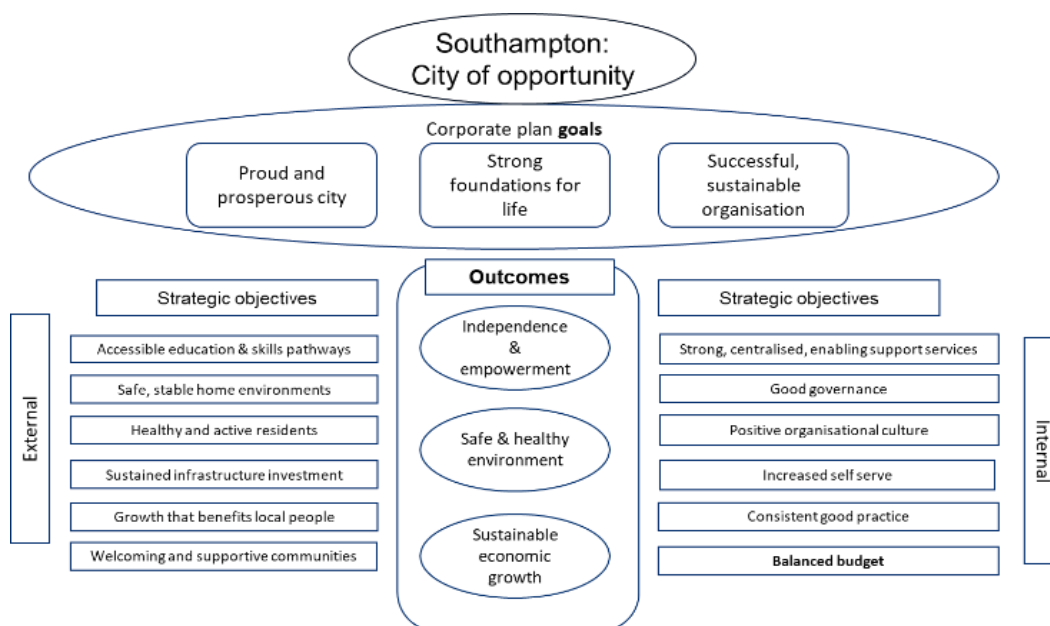 Southampton:
City of opportunity
Corporate plan goals
Proud and
prosperous city
Strong
foundations for
life
Successful,
sustainable
organisation
Strategic objectives
External
Accessible education & skills pathways
Safe, stable home environments
Healthy and active residents
Sustained infrastructure investment
Growth that benefits local people
Welcoming and supportive communities
Outcomes
Independence
&
empowerment
Safe & healthy
environment
Sustainable
economic
growth
Strategic objectives
Strong, centralised, enabling support services
Good governance
Positive organisational culture
Increased self serve
Consistent good practice
Balanced budget
Internal